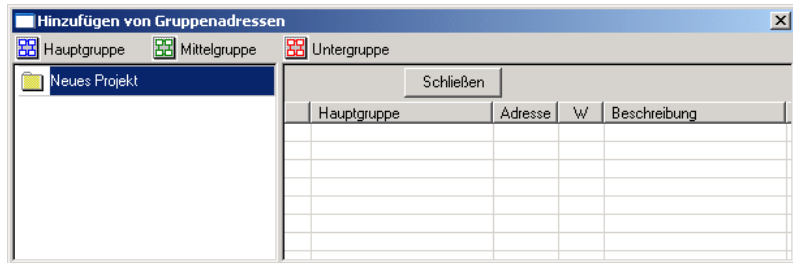 Hinzufügen von Gruppenadressen
Hauptgruppe Mittelgruppe Untergruppe
Neues Projekt
Schließen
Hauptgruppe Adresse W Beschreibung